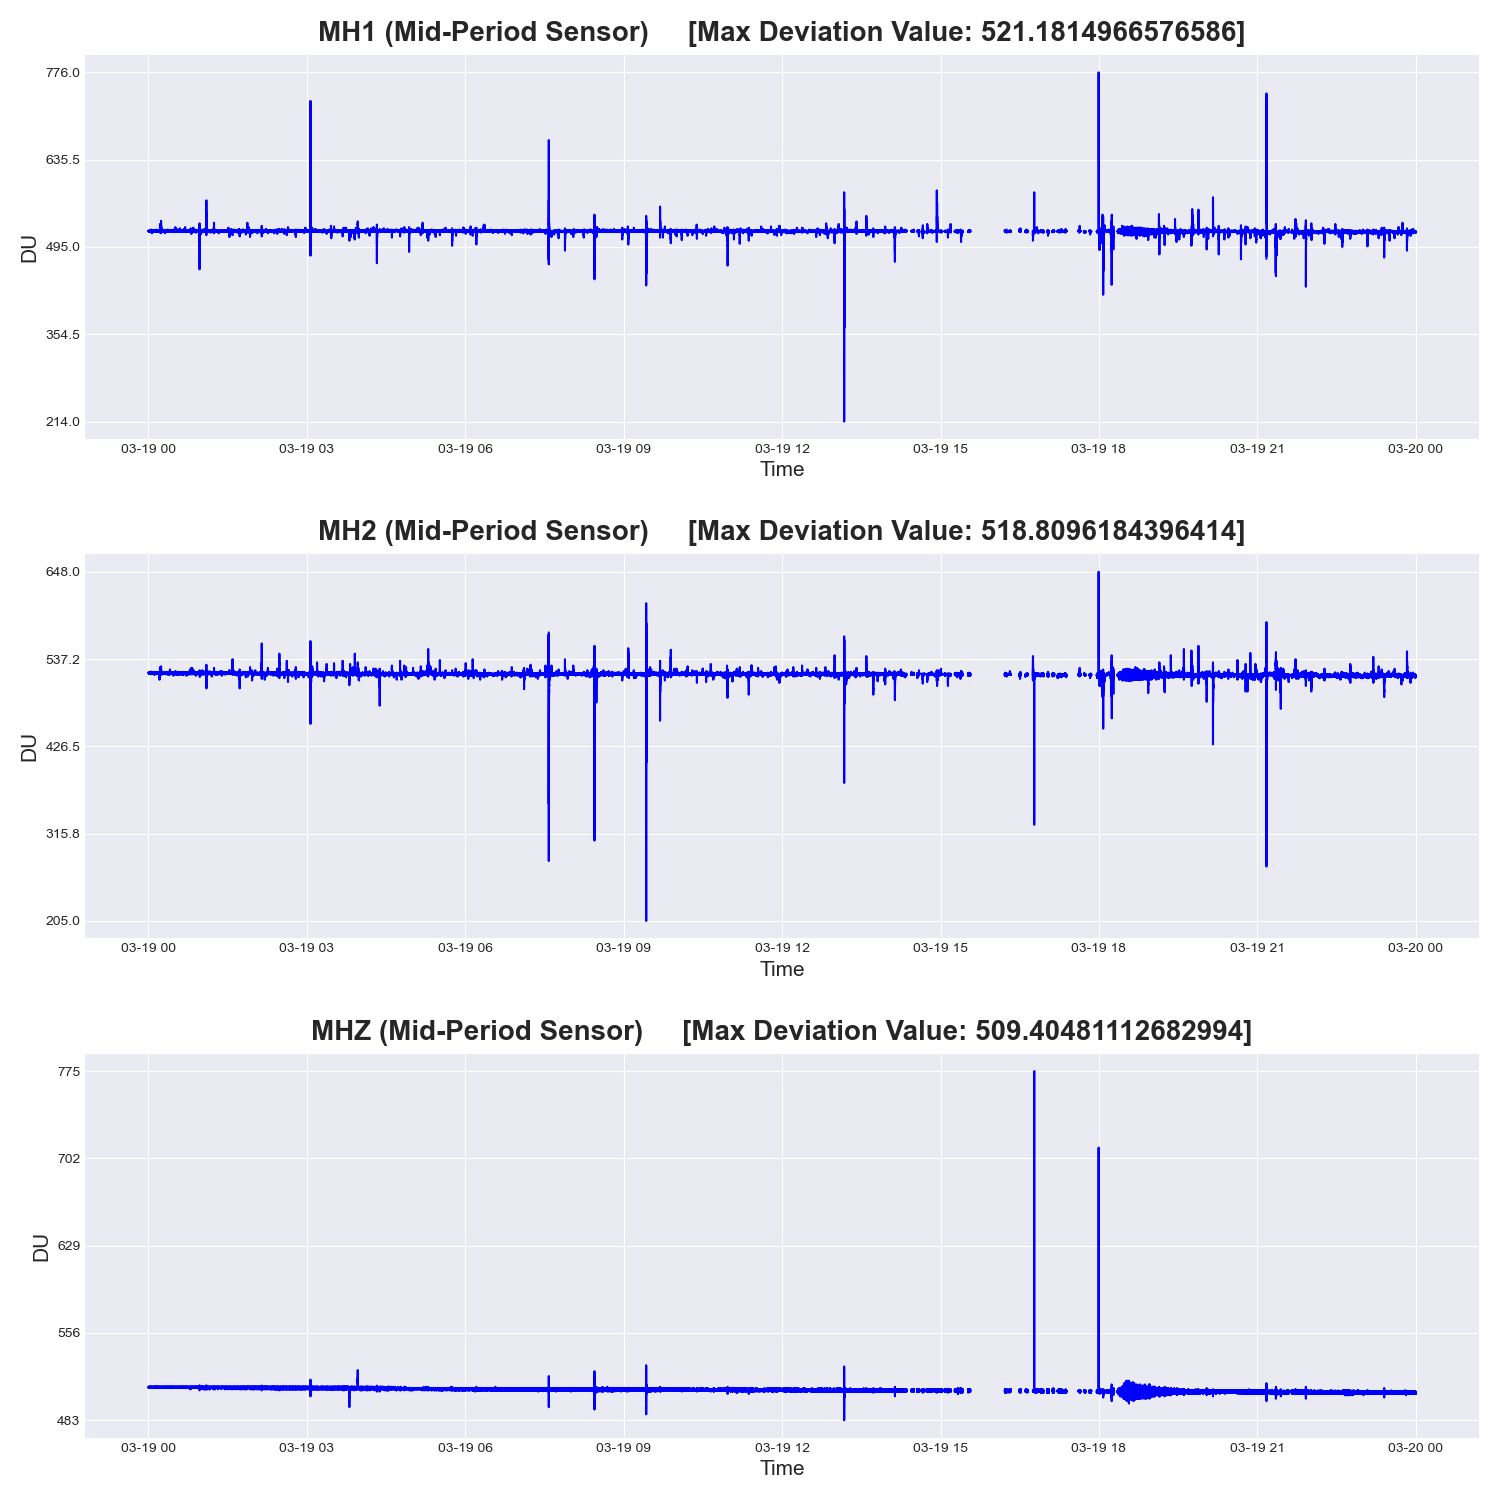 MH1 (Mid-Period Sensor) [Max Deviation Value: 521.1814966576586]
776.0
635.5
495.0
354.5
214.0
DU
03-19 00 03-19 03 03-19 06 03-19 09 03-19 12 03-19 15 03-19 18 03-19 21 03-20 00
Time
MH2 (Mid-Period Sensor) [Max Deviation Value: 518.8096184396414]
648.0
537.2
426.5
315.8
205.0
DU
03-19 00 03-19 03 03-19 06 03-19 09 03-19 12 03-19 15 03-19 18 03-19 21 03-20 00
Time
MHZ (Mid-Period Sensor) [Max Deviation Value: 509.40481112682994]
775
702
629
556
483
DU
03-19 00 03-19 03 03-19 06 03-19 09 03-19 12 03-19 15 03-19 18 03-19 21 03-20 00
Time